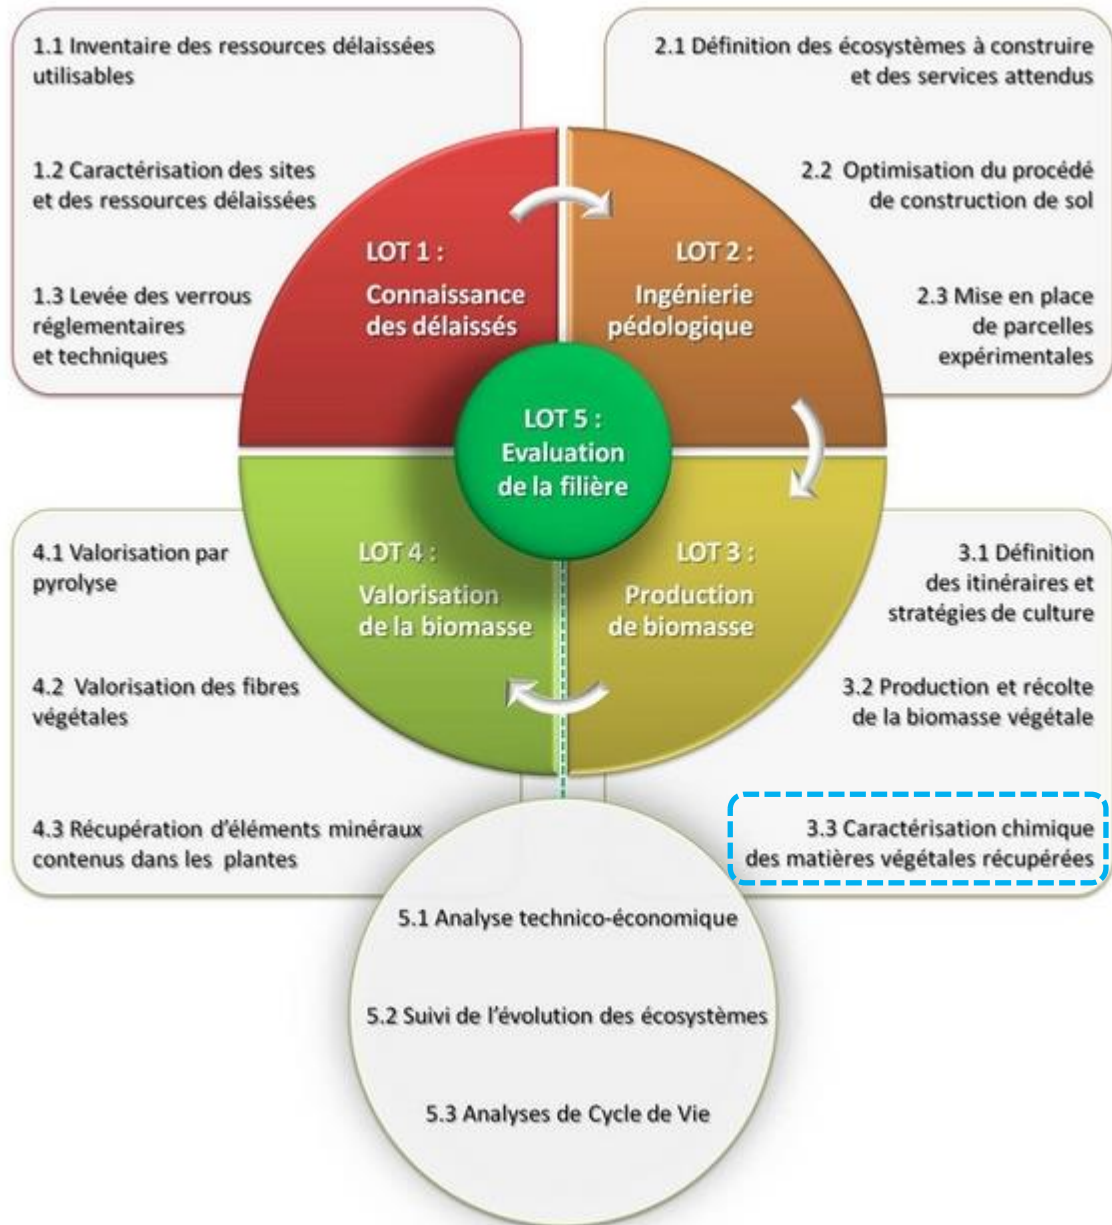 1.1 Inventaire des ressources délaissées
utilisables
1.2 Caractérisation des sites
et des ressources délaissées
1.3 Levée des verrous
réglementaires
et techniques
2.1 Définition des écosystèmes à construire
et des services attendus
2.2 Optimisation du procédé
de construction de sol
2.3 Mise en place
de parcelles
expérimentales
LOT 1 :
Connaissance
des délaissés
LOT 2 :
Ingénierie
pédologique
LOT 5 :
Evaluation
de la filière
LOT 4 :
Valorisation
de la biomasse
LOT 3 :
Production
de biomasse
4.1 Valorisation par
pyrolyse
4.2 Valorisation des fibres
végétales
4.3 Récupération d'éléments minéraux
contenus dans les plantes
3.1 Définition
des itinéraires et
stratégies de culture
3.2 Production et récolte
de la biomasse végétale
3.3 Caractérisation chimique
des matières végétales récupérées
5.1 Analyse technico-économique
5.2 Suivi de l'évolution des écosystèmes
5.3 Analyses de Cycle de Vie